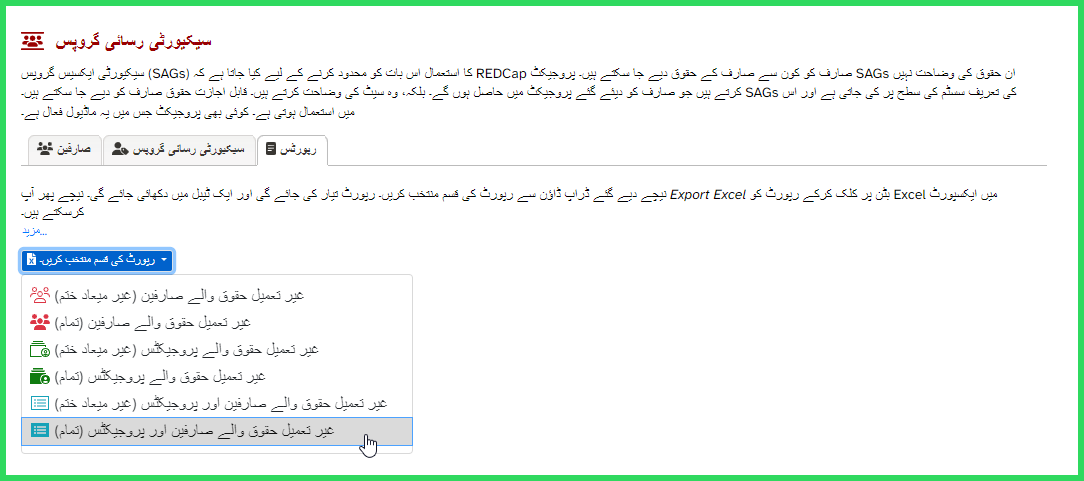 سیکیورٹی رسائی گروپس
سیکیورٹی ایکسیس گروپس (SAGs) کا استعمال اس بات کو محدود کرنے کے لیے کیا جاتا ہے کہ REDCap صارف کو کون سے صارف کے حقوق دیے جا سکتے ہیں۔ پروجیکٹ SAGs ان حقوق کی وضاحت نہیں
کرتے ہیں جو صارف کو دیئے گئے پروجیکٹ میں حاصل ہوں گے۔ بلکہ، وہ سیٹ کی وضاحت کرتے ہیں۔ قابل اجازت حقوق صارف کو دیے جا سکتے ہیں۔ SAGs کی تعریف سسٹم کی سطح پر کی جاتی ہے اور اس
میں استعمال ہوتی ہے۔ کوئی بھی پروجیکٹ جس میں یہ ماڈیول فعال ہے۔
صارفین
سیکیورٹی رسائی گروپس
رپورٹس
نیچے دیے گئے ڈراپ ڈاؤن سے رپورٹ کی قسم منتخب کریں۔ رپورٹ تیار کی جائے گی اور ایک ٹیبل میں دکھائی جائے گی۔ نیچے پھر آپ Export Excel بٹن پر کلک کرکے رپورٹ کو Excel میں ایکسپورٹ
کرسکتے ہیں۔
مزید...
رپورٹ کی قسم منتخب کریں۔
غیر تعمیل حقوق والے صارفین (غیر میعاد ختم)
غیر تعمیل حقوق والے صارفین (تمام)
غیر تعمیل حقوق والے پروجیکٹس (غیر میعاد ختم)
غیر تعمیل حقوق والے پروجیکٹس (تمام)
غیر تعمیل حقوق والے صارفین اور پروجیکٹس (غیر میعاد ختم)
غیر تعمیل حقوق والے صارفین اور پروجیکٹس (تمام)